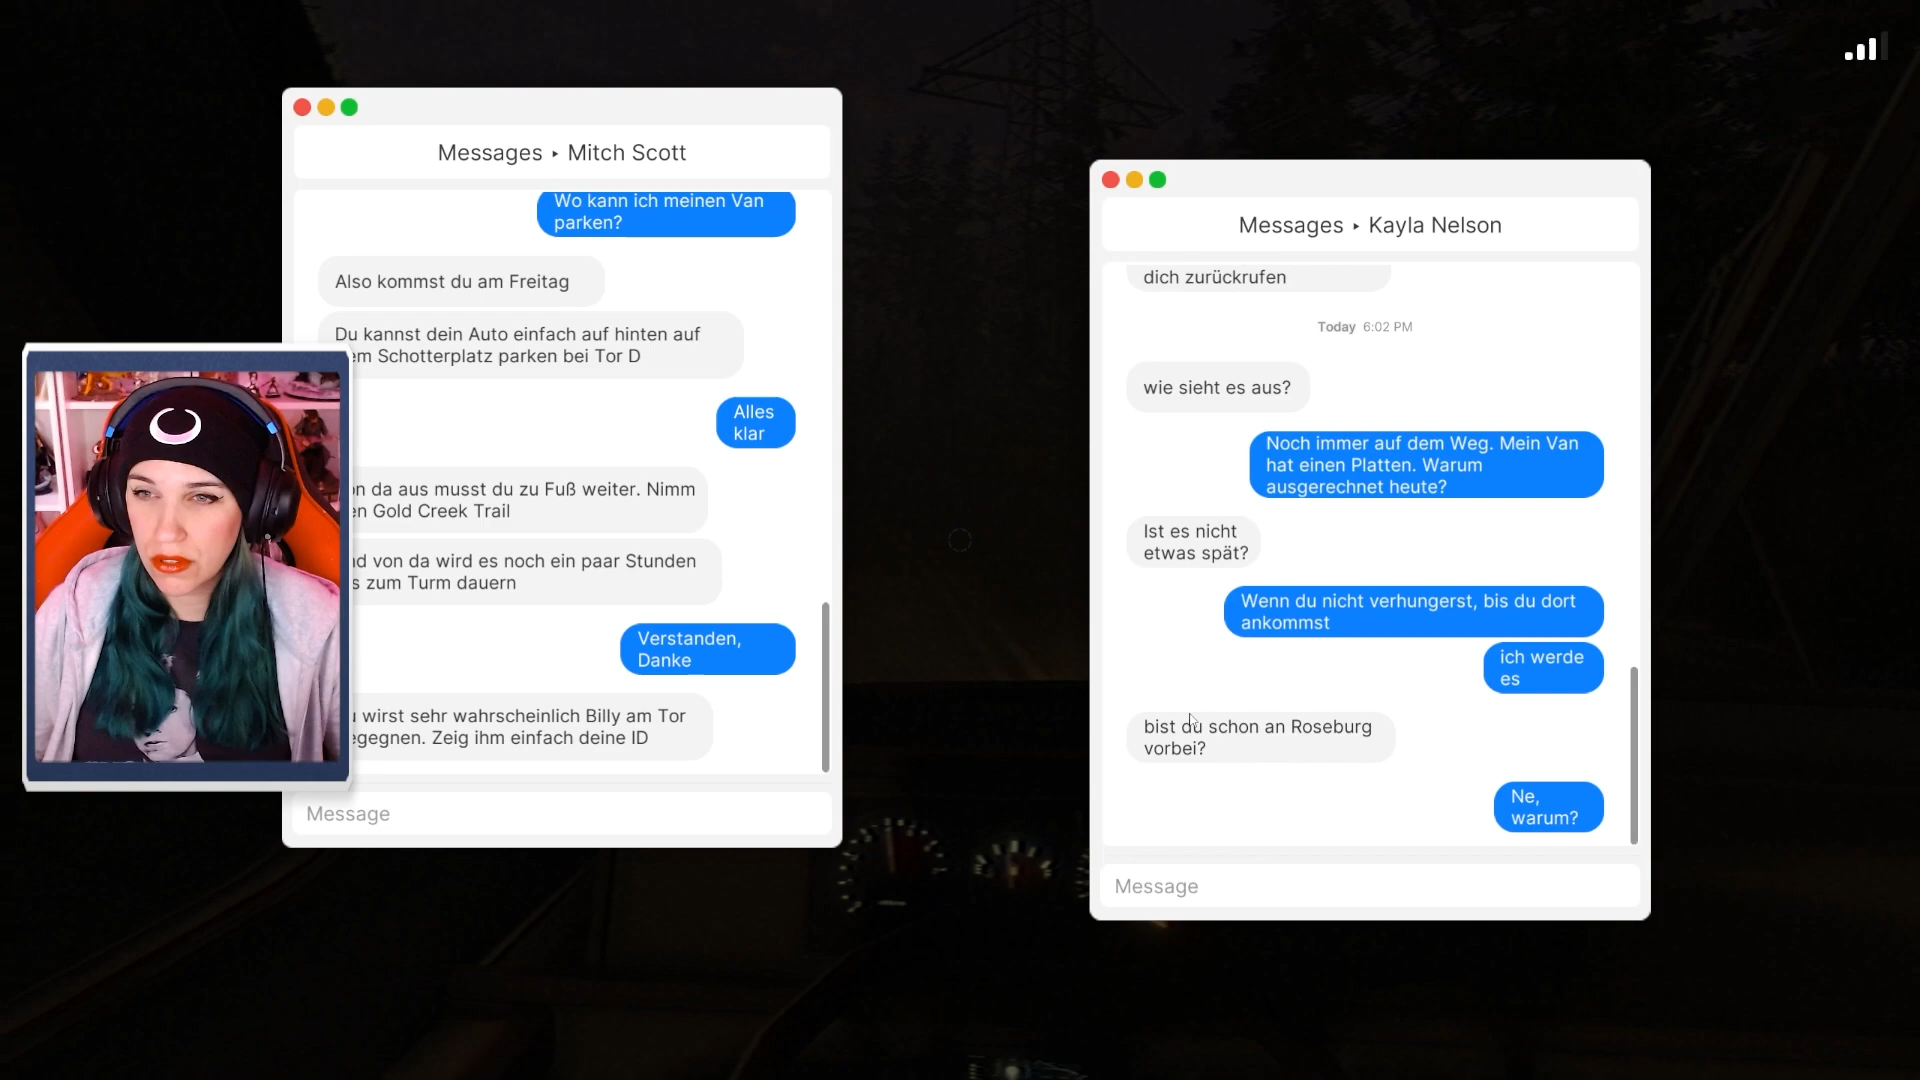 Messages ▸ Mitch Scott
Wo kann ich meinen Van
parken?
Also kommst du am Freitag
Du kannst dein Auto einfach auf hinten auf
Schotterplatz parken bei Tor D
Alles
klar
da aus musst du zu Fuß weiter. Nimm
Gold Creek Trail
von da wird es noch ein paar Stunden
zum Turm dauern
Verstanden,
Danke
wirst sehr wahrscheinlich Billy am Tor
Zeig ihm einfach deine ID
Message
Messages ▸ Kayla Nelson
dich zurückrufen
Today 6:02 PM
wie sieht es aus?
Noch immer auf dem Weg. Mein Van
hat einen Platten. Warum
ausgerechnet heute?
Ist es nicht
etwas spät?
Wenn du nicht verhungerst, bis du dort
ankommst
ich werde
es
bist du schon an Roseburg
vorbei?
Ne,
warum?
Message